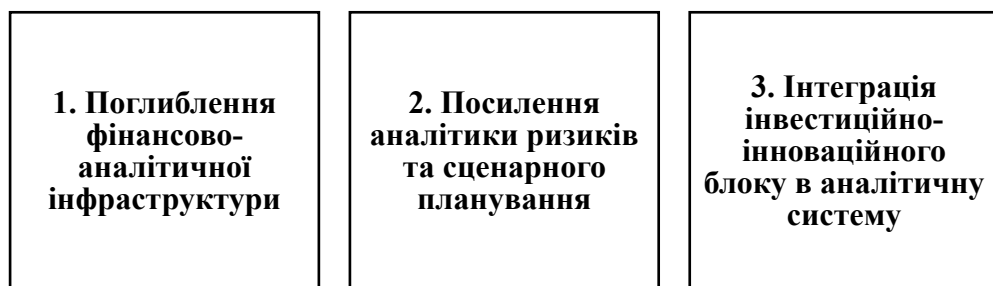 1. Поглиблення
фінансово-
аналітичної
інфраструктури
2. Посилення
аналітики ризиків
та сценарного
планування
3. Інтеграція
інвестиційно-
інноваційного
блоку в аналітичну
систему